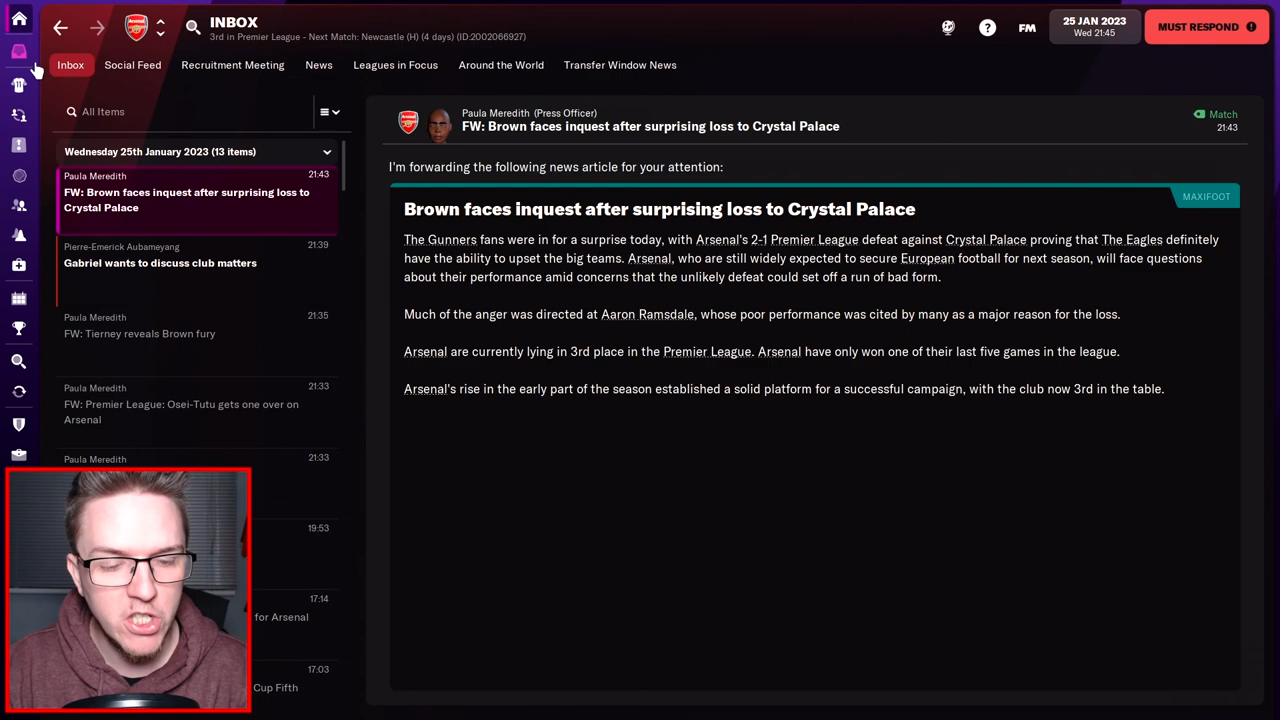 INBOX
3rd in Premier League - Next Match: Newcastle (H) (4 days) (ID:2002066927)
FM
25 JAN 2023
Wed 21:45
MUST RESPOND
Inbox
Social Feed
Recruitment Meeting
News
Leagues in Focus
Around the World
Transfer Window News
All Items
Wednesday 25th January 2023 (13 items)
Paula Meredith
21:43
FW: Brown faces inquest after surprising loss to
Crystal Palace
Pierre-Emerick Aubameyang
21:39
Gabriel wants to discuss club matters
Paula Meredith
21:35
FW: Tierney reveals Brown fury
Paula Meredith
21:33
FW: Premier League: Osei-Tutu gets one over on
Arsenal
Paula Meredith
21:33
19:53
17:14
for Arsenal
17:03
Cup Fifth
Paula Meredith (Press Officer)
FW: Brown faces inquest after surprising loss to Crystal Palace
Match
21:43
I'm forwarding the following news article for your attention:
MAXIFOOT
Brown faces inquest after surprising loss to Crystal Palace
The Gunners fans were in for a surprise today, with Arsenal's 2-1 Premier League defeat against Crystal Palace proving that The Eagles definitely
have the ability to upset the big teams. Arsenal, who are still widely expected to secure European football for next season, will face questions
about their performance amid concerns that the unlikely defeat could set off a run of bad form.
Much of the anger was directed at Aaron Ramsdale, whose poor performance was cited by many as a major reason for the loss.
Arsenal are currently lying in 3rd place in the Premier League. Arsenal have only won one of their last five games in the league.
Arsenal's rise in the early part of the season established a solid platform for a successful campaign, with the club now 3rd in the table.